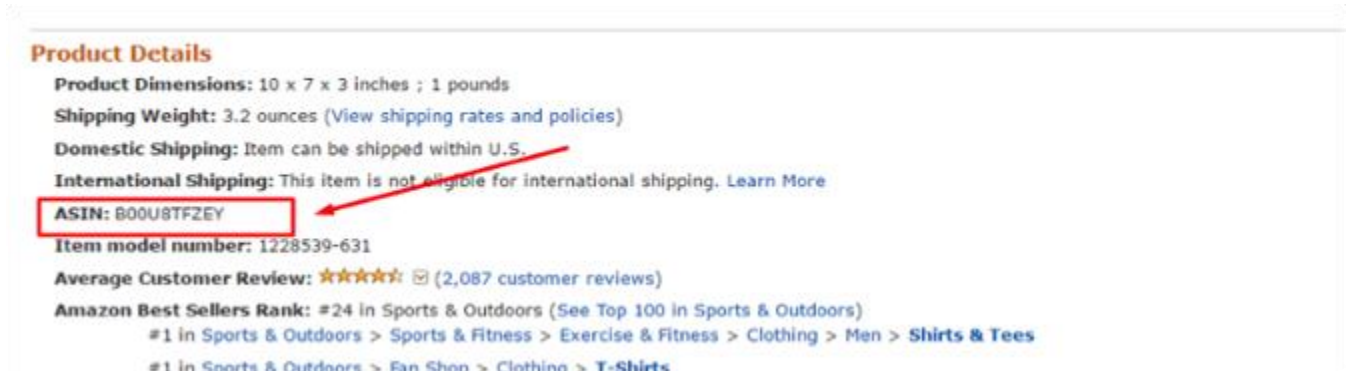 Product Details
Product Dimensions: 10 x 7 x 3 inches ; 1 pounds
Shipping Weight: 3.2 ounces (View shipping rates and policies)
Domestic Shipping: Item can be shipped within U.S.
International Shipping: This item is not eligible for international shipping. Learn More
ASIN: B00U8TFZEY
Item model number: 1228539-631
Average Customer Review: (2,087 customer reviews)
Amazon Best Sellers Rank: #24 in Sports & Outdoors (See Top 100 in Sports & Outdoors)
#1 in Sports & Outdoors > Sports & Fitness > Exercise & Fitness > Clothing > Men > Shirts & Tees
#1 in Sports & Outdoors > Fan Shop > Clothing > T-Shirts